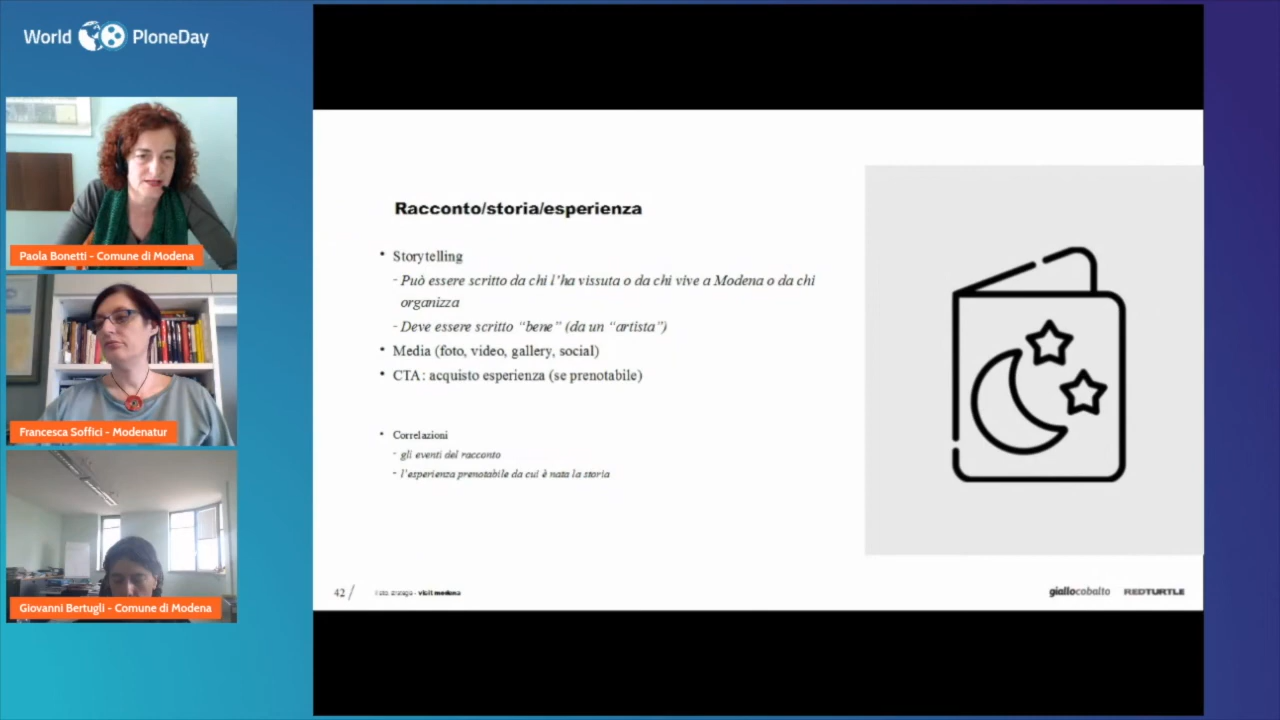 World PloneDay
Paola Bonetti - Comune di Modena
Francesca Soffici - Modenatur
Giovanni Bertugli - Comune di Modena
Racconto/storia/esperienza
• Storytelling
- Può essere scritto da chi l'ha vissuta o da chi vive a Modena o da chi
organizza
- Deve essere scritto “bene” (da un “artista”)
• Media (foto, video, gallery, social)
• CTA: acquisto esperienza (se prenotabile)
• Correlazioni
- gli eventi del racconto
- l'esperienza prenotabile da cui è nata la storia
42 /
- visit modena
giallocobalto REDTURTLE